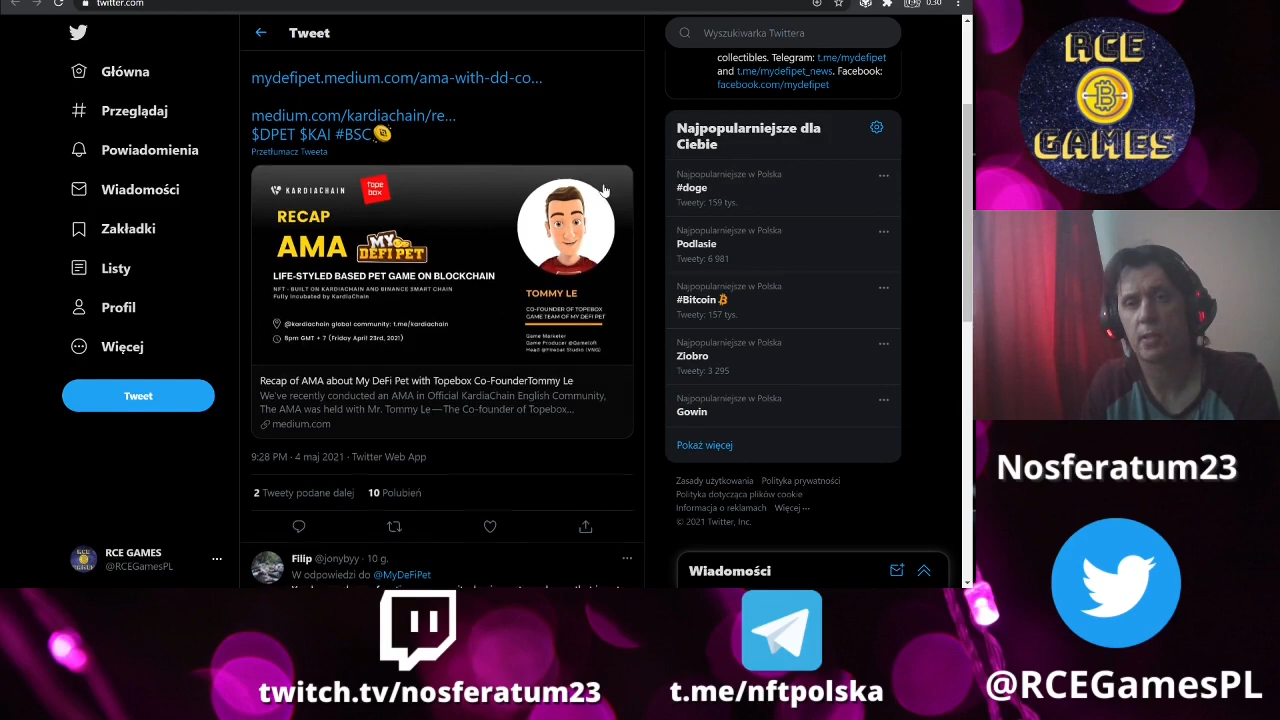 twitter.com
0.30
Tweet
Główna
Przeglądaj
Powiadomienia
Wiadomości
Zakładki
Listy
Profil
Więcej
Tweet
RCE GAMES
@RCEGamesPL
mydefipet.medium.com/ama-with-dd-co...
medium.com/kardiachain/re...
$DPET $KAI #BSC
Przetłumacz Tweeta
KARDIACHAIN
tope box
RECAP
AMA MY DEFI PET
LIFE-STYLED BASED PET GAME ON BLOCKCHAIN
NFT - BUILT ON KARDIACHAIN AND BINANCE SMART CHAIN
Fully Incubated by KardiaChain
@kardiachain global community: t.me/kardiachain
8pm GMT + 7 (Friday April 23rd, 2021)
TOMMY LE
CO-FOUNDER OF TOPEBOX
GAME TEAM OF MY DEFI PET
Game Marketer
Game Producer @Gameloft
Recap of AMA about My DeFi Pet with Topebox Co-FounderTommy Le
We've recently conducted an AMA in Official KardiaChain English Community,
The AMA was held with Mr. Tommy Le — The Co-founder of Topebox...
medium.com
9:28 PM · 4 maj 2021 · Twitter Web App
2 Tweety podane dalej 10 Polubień
Filip @jonybyy · 10 g.
W odpowiedzi do @MyDeFiPet
Wyszukiwarka Twittera
collectibles. Telegram: t.me/mydefipet
and t.me/mydefipet_news. Facebook:
facebook.com/mydefipet
Najpopularniejsze dla
Ciebie
Najpopularniejsze w Polska
#doge
Tweety: 159 tys.
Najpopularniejsze w Polska
Podlasie
Tweety: 6 981
Najpopularniejsze w Polska
#Bitcoin
Tweety: 157 tys.
Najpopularniejsze w Polska
Ziobro
Tweety: 3 295
Najpopularniejsze w Polska
Gowin
Pokaż więcej
Zasady użytkowania Polityka prywatności
Polityka dotycząca plików cookie
Informacja o reklamach Więcej ···
© 2021 Twitter, Inc.
Wiadomości
RCE
GAMES
Nosferatum23
@RCEGamesPL
twitch.tv/nosferatum23
t.me/nftpolska